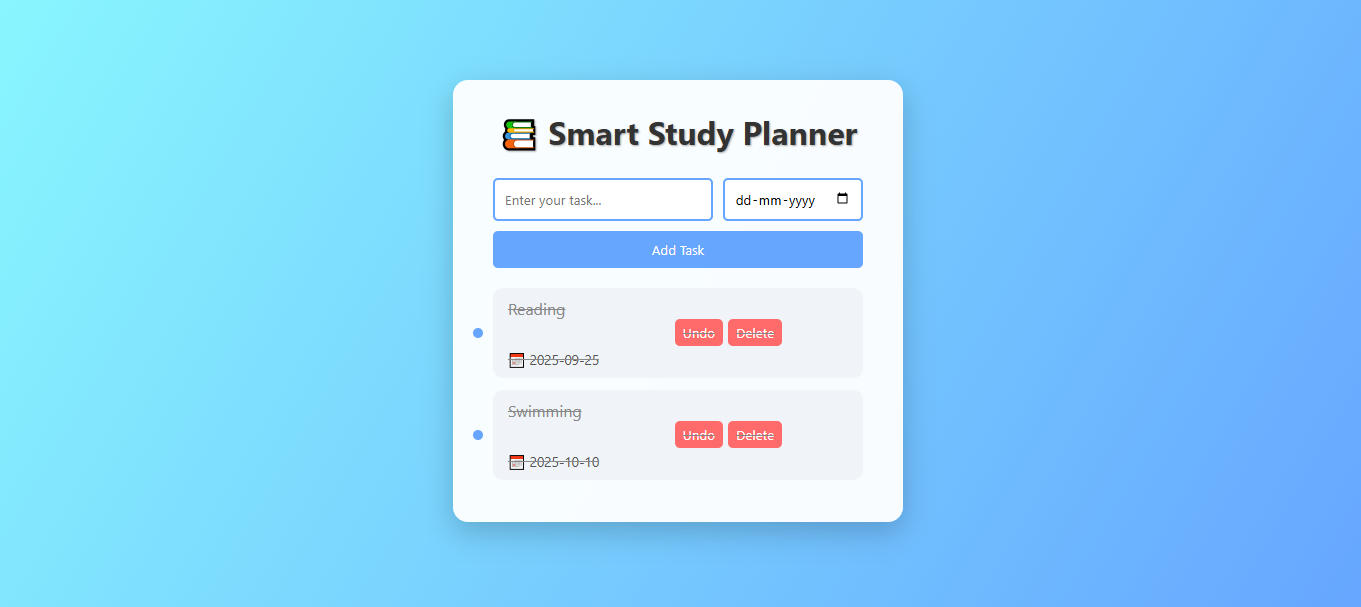 📚 Smart Study Planner
Enter your task...
dd-mm-yyyy
Add Task
Reading
Undo Delete
📅 2025-09-25
Swimming
Undo Delete
📅 2025-10-10